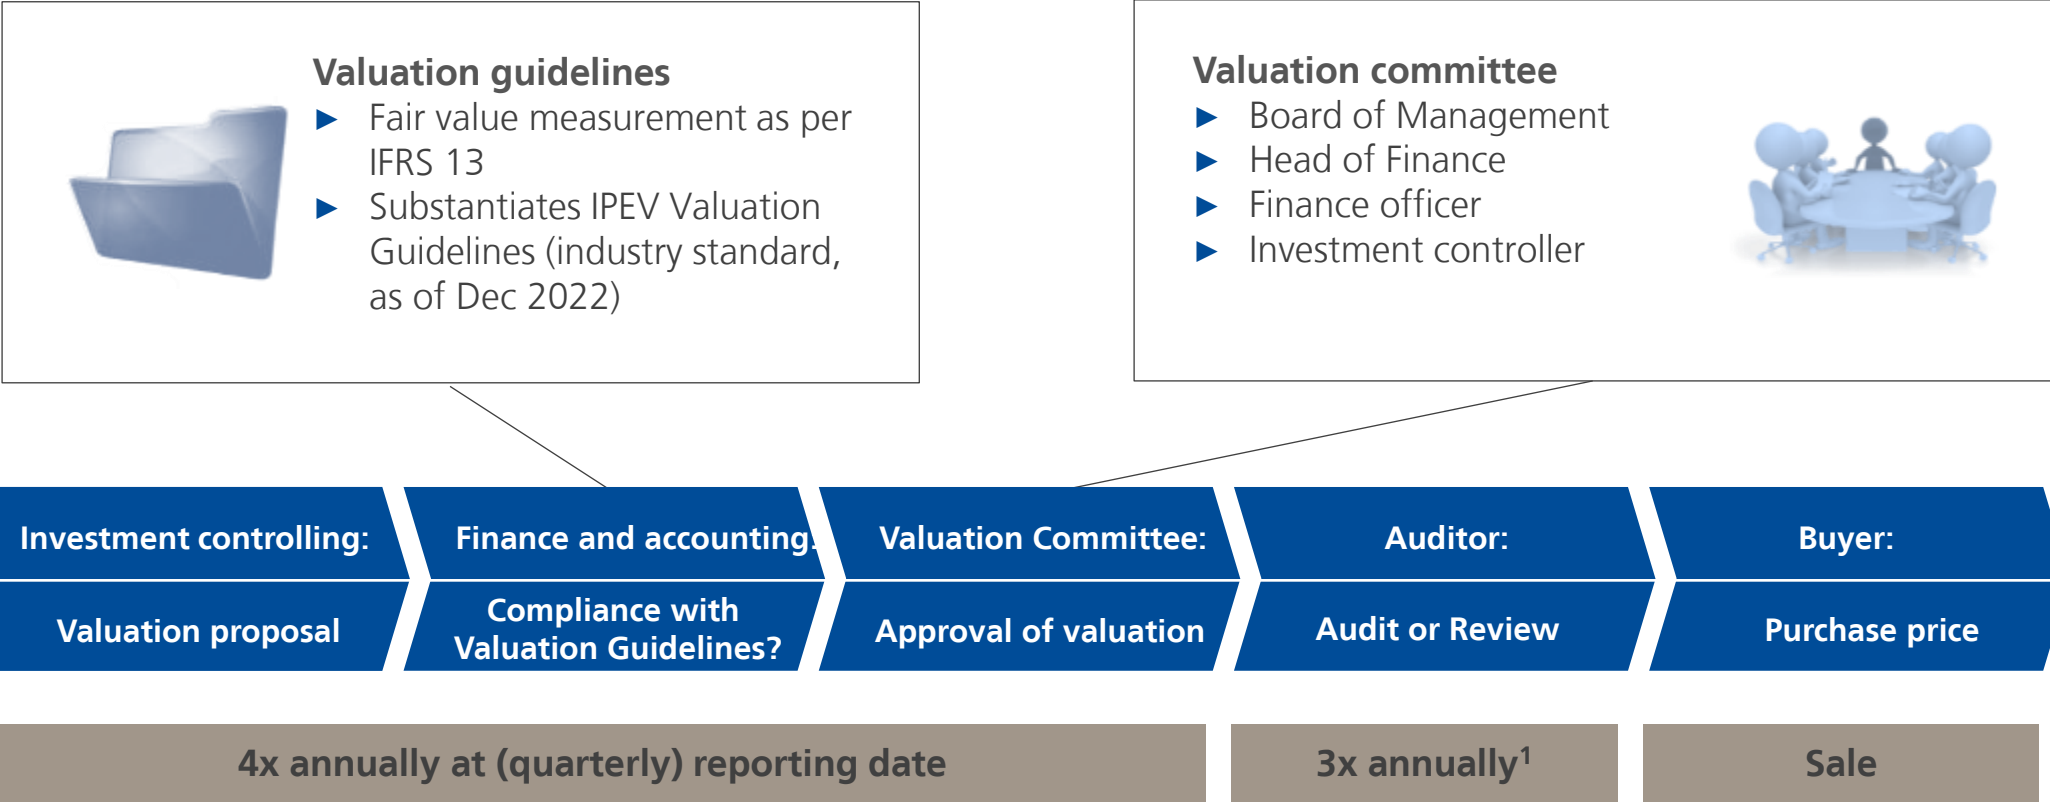 Valuation guidelines
► Fair value measurement as per
IFRS 13
► Substantiates IPEV Valuation
Guidelines (industry standard,
as of Dec 2022)
Valuation committee
► Board of Management
► Head of Finance
► Finance officer
► Investment controller
Investment controlling:
Valuation proposal
Finance and accounting:
Compliance with
Valuation Guidelines?
Valuation Committee:
Approval of valuation
Auditor:
Audit or Review
Buyer:
Purchase price
4x annually at (quarterly) reporting date
3x annually¹
Sale